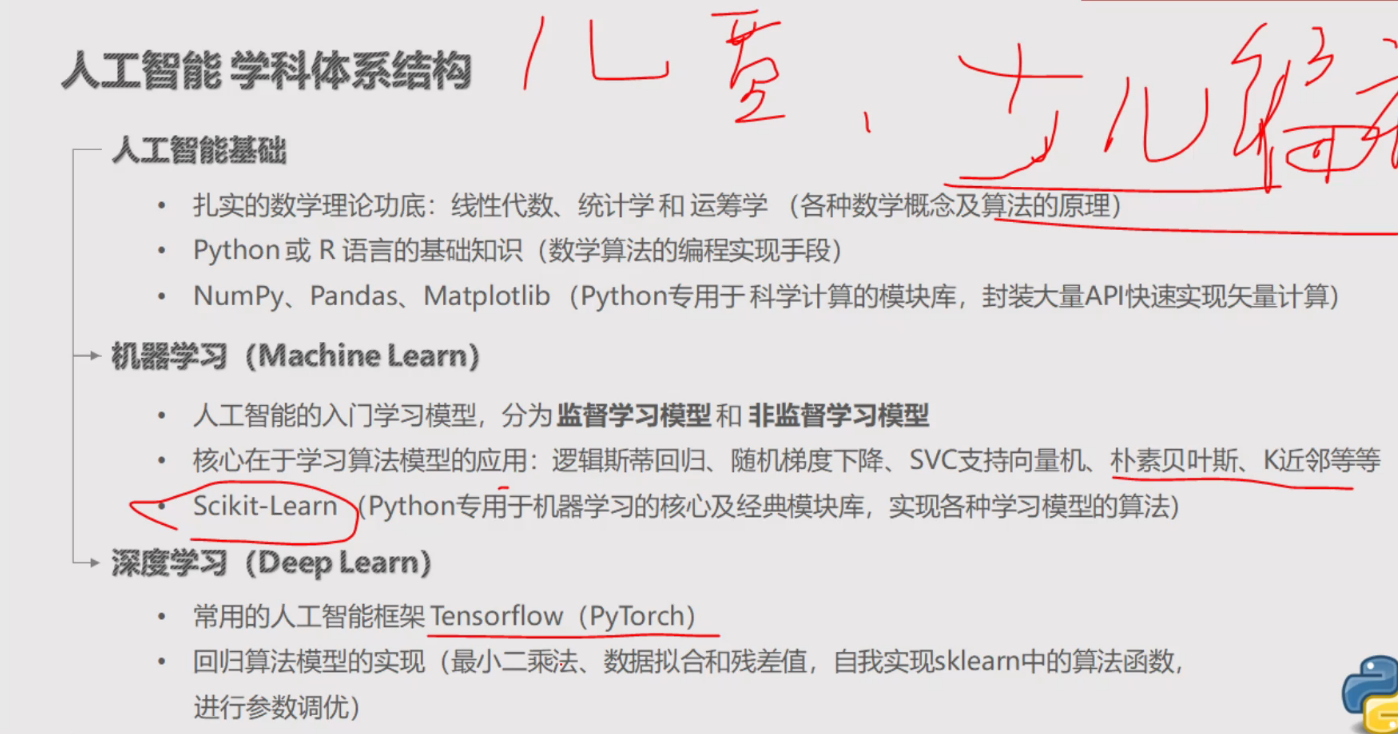 人工智能 学科体系结构
儿童、少儿编程
人工智能基础
• 扎实的数学理论功底：线性代数、统计学 和 运筹学 （各种数学概念及算法的原理）
• Python 或 R 语言的基础知识（数学算法的编程实现手段）
• NumPy、Pandas、Matplotlib （Python专用于 科学计算的模块库，封装大量API快速实现矢量计算）
机器学习（Machine Learn）
• 人工智能的入门学习模型，分为 监督学习模型 和 非监督学习模型
• 核心在于学习算法模型的应用：逻辑斯蒂回归、随机梯度下降、SVC支持向量机、朴素贝叶斯、K近邻等等
• Scikit-Learn （Python专用于机器学习的核心及经典模块库，实现各种学习模型的算法）
深度学习（Deep Learn）
• 常用的人工智能框架 Tensorflow（PyTorch）
• 回归算法模型的实现（最小二乘法、数据拟合和残差值，自我实现sklearn中的算法函数，
进行参数调优）